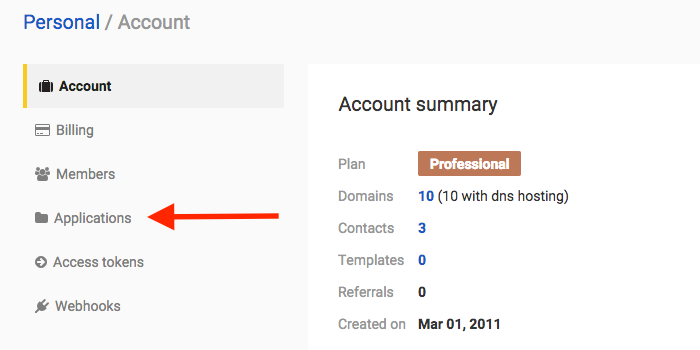 Personal / Account
Account
Billing
Members
Applications
Access tokens
Webhooks
Account summary
Plan Professional
Domains 10 (10 with dns hosting)
Contacts 3
Templates 0
Referrals 0
Created on Mar 01, 2011